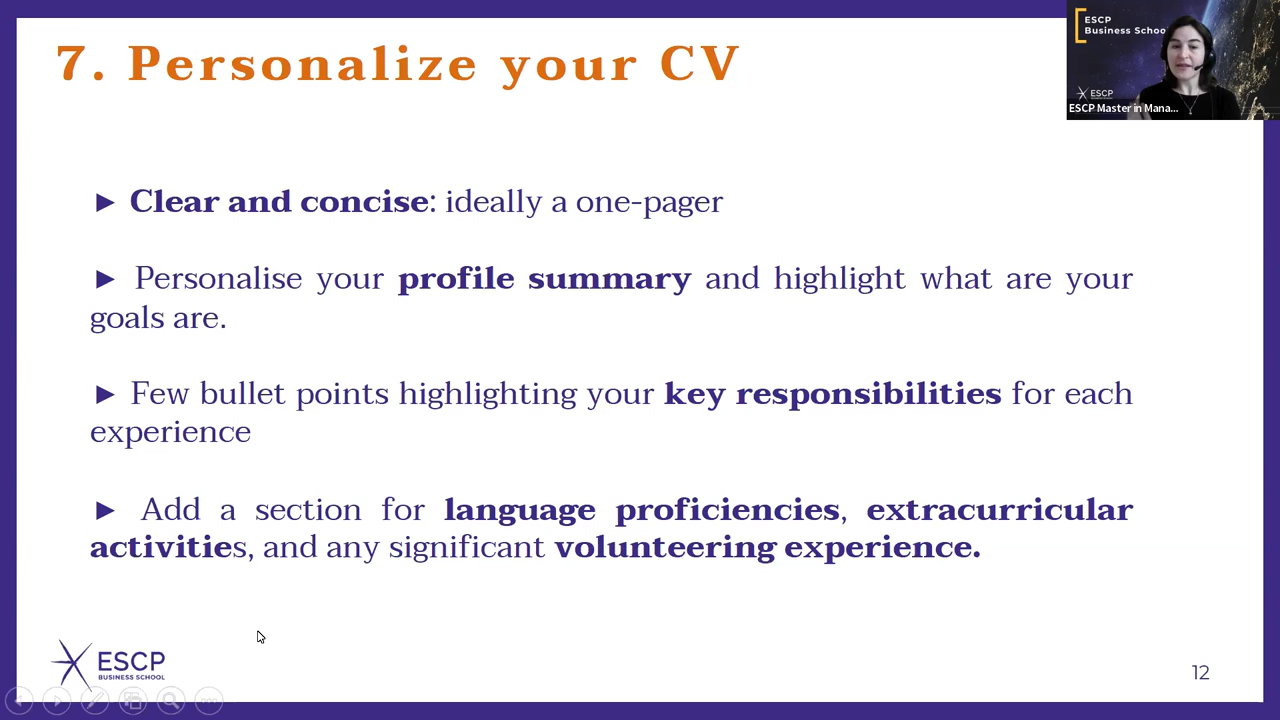 7. Personalize your CV
ESCP
Business Schoo
ESCP
ESCP Master in Mana...
► Clear and concise: ideally a one-pager
► Personalise your profile summary and highlight what are your
goals are.
► Few bullet points highlighting your key responsibilities for each
experience
► Add a section for language proficiencies, extracurricular
activities, and any significant volunteering experience.
ESCP
BUSINESS SCHOOL
12